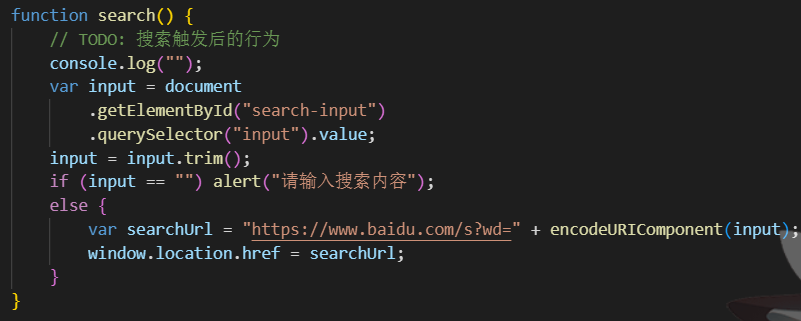 function search() {
    // TODO: 搜索触发后的行为
    console.log("");
    var input = document
        .getElementById("search-input")
        .querySelector("input").value;
    input = input.trim();
    if (input == "") alert("请输入搜索内容");
    else {
        var searchUrl = "https://www.baidu.com/s?wd=" + encodeURIComponent(input);
        window.location.href = searchUrl;
    }
}